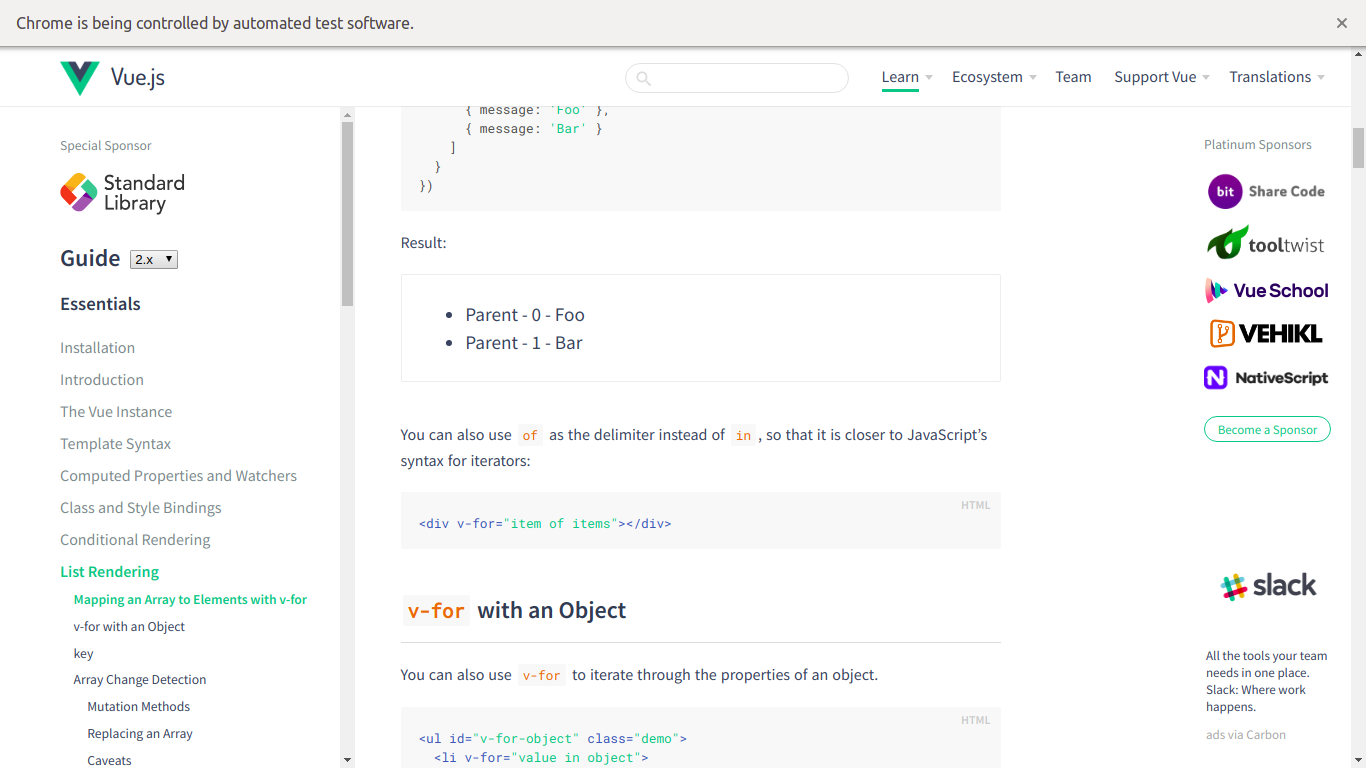 Chrome is being controlled by automated test software.
Vue.js
Learn
Ecosystem
Team
Support Vue
Translations
Special Sponsor
Standard
Library
Guide 2.x
Essentials
Installation
Introduction
The Vue Instance
Template Syntax
Computed Properties and Watchers
Class and Style Bindings
Conditional Rendering
List Rendering
Mapping an Array to Elements with v-for
v-for with an Object
key
Array Change Detection
Mutation Methods
Replacing an Array
Caveats
{ message: 'Foo' },
{ message: 'Bar' }
]
}
})
Result:
• Parent - 0 - Foo
• Parent - 1 - Bar
You can also use of as the delimiter instead of in , so that it is closer to JavaScript’s
syntax for iterators:
HTML
<div v-for="item of items"></div>
v-for with an Object
You can also use v-for to iterate through the properties of an object.
HTML
<ul id="v-for-object" class="demo">
<li v-for="value in object">
Platinum Sponsors
bit Share Code
tooltwist
Vue School
VEHIKL
N NativeScript
Become a Sponsor
slack
All the tools your team
needs in one place.
Slack: Where work
happens.
ads via Carbon